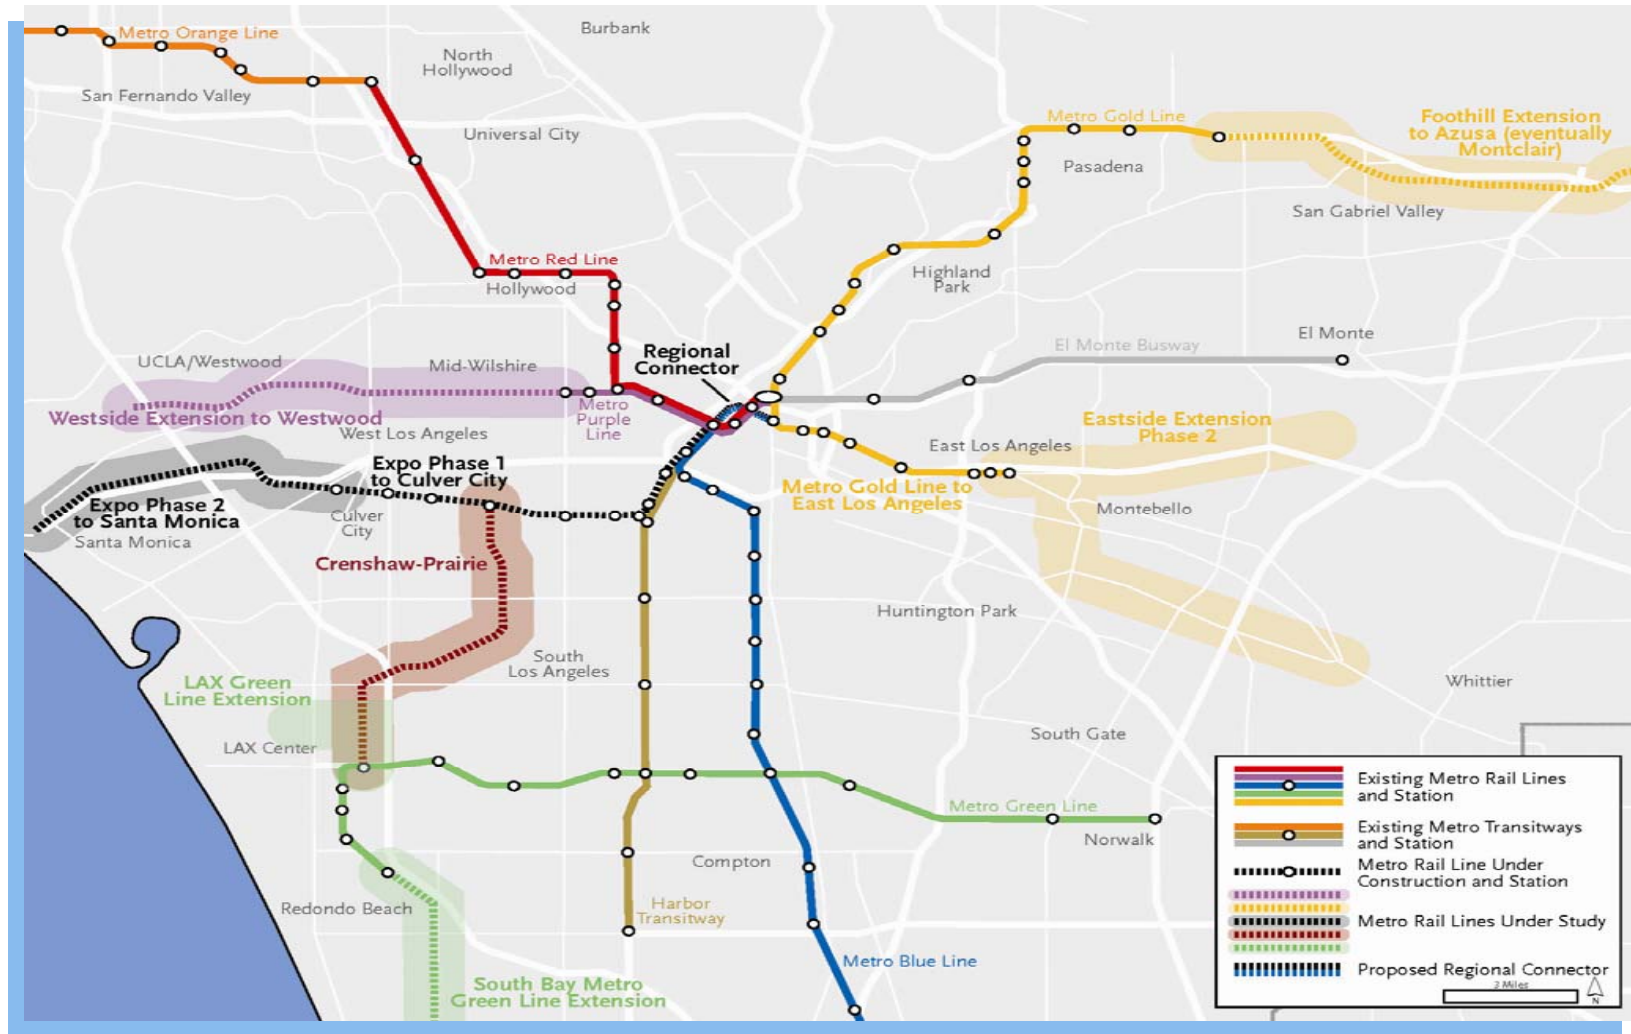 Metro Orange Line
Burbank
North
Hollywood
San Fernando Valley
Universal City
Metro Gold Line
Foothill Extension
to Azusa (eventually
Montclair)
Pasadena
San Gabriel Valley
Metro Red Line
Hollywood
Highland
Park
El Monte
El Monte Busway
Regional
Connector
UCLA/Westwood
Mid-Wilshire
Westside Extension to Westwood
Metro
Purple
Line
West Los Angeles
Eastside Extension
Phase 2
East Los Angeles
Expo Phase 1
to Culver City
Metro Gold Line to
East Los Angeles
Expo Phase 2
to Santa Monica
Culver
City
Santa Monica
Montebello
Crenshaw-Prairie
Huntington Park
South
Los Angeles
LAX Green
Line Extension
Whittier
LAX Center
South Gate
Metro Green Line
Norwalk
Compton
Redondo Beach
Harbor
Transitway
Metro Blue Line
South Bay Metro
Green Line Extension
Existing Metro Rail Lines
and Station
Existing Metro Transitways
and Station
Metro Rail Line Under
Construction and Station
Metro Rail Lines Under Study
Proposed Regional Connector
2 Miles
N